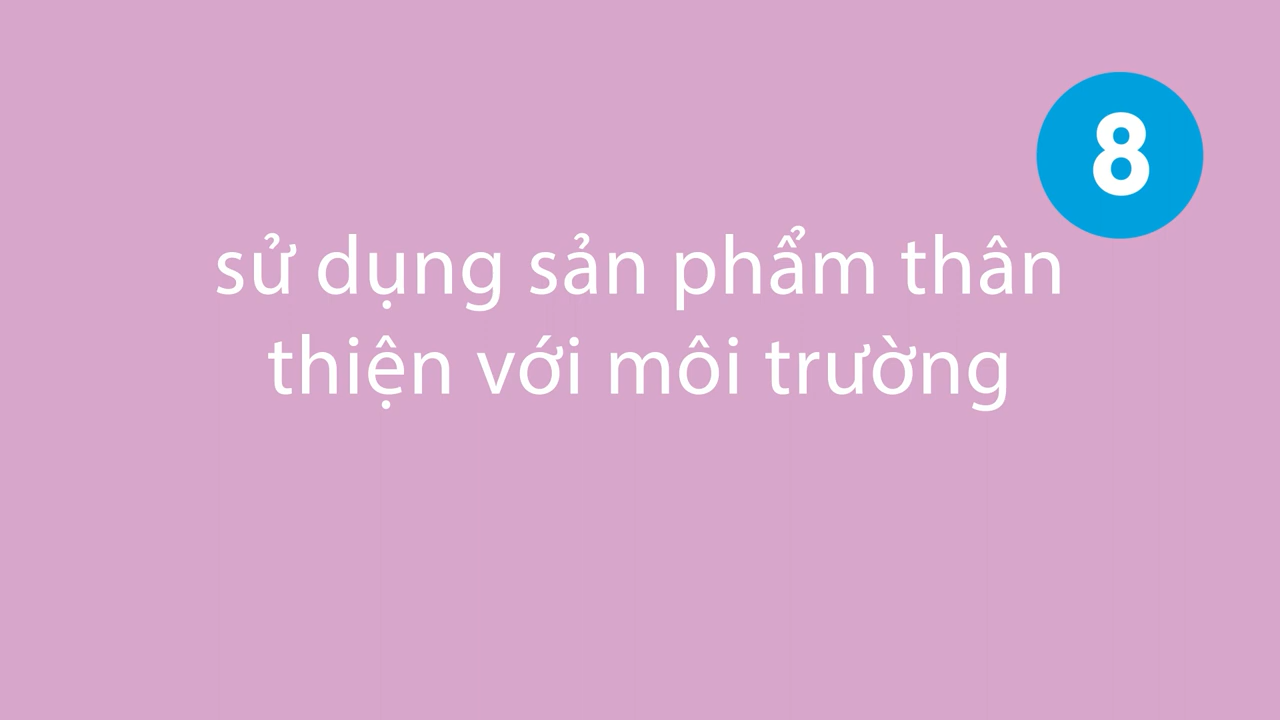 8
sử dụng sản phẩm thân
thiện với môi trường